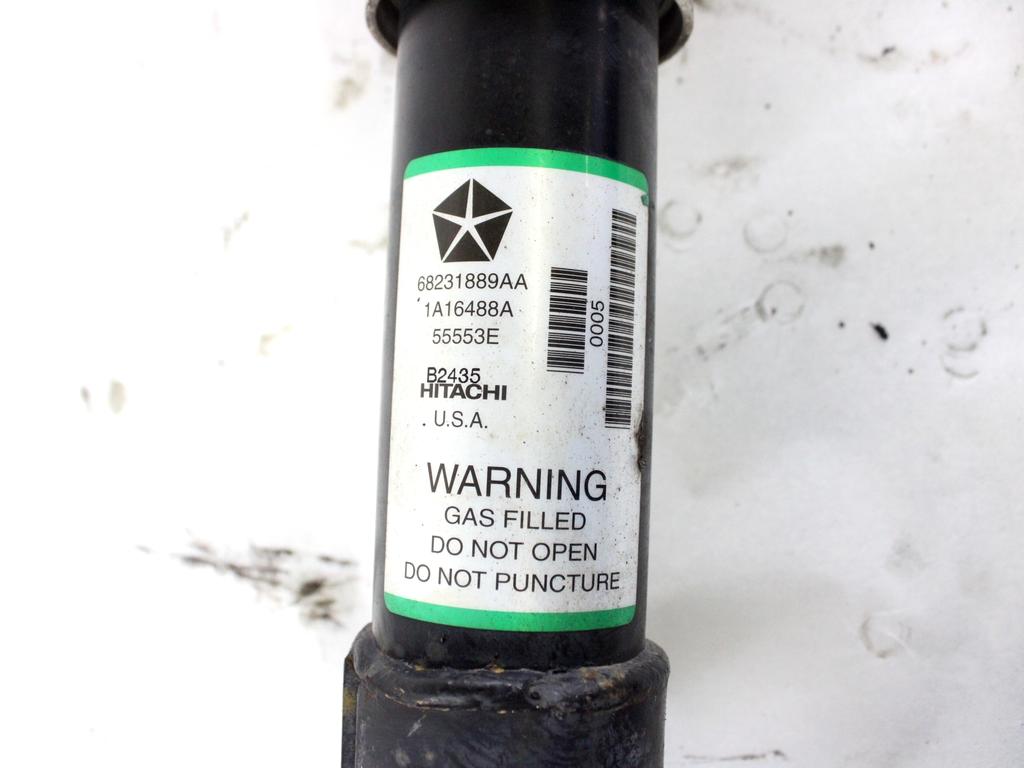 68231889AA
1A16488A
55553E
0005
B2435
HITACHI
U.S.A.
WARNING
GAS FILLED
DO NOT OPEN
DO NOT PUNCTURE